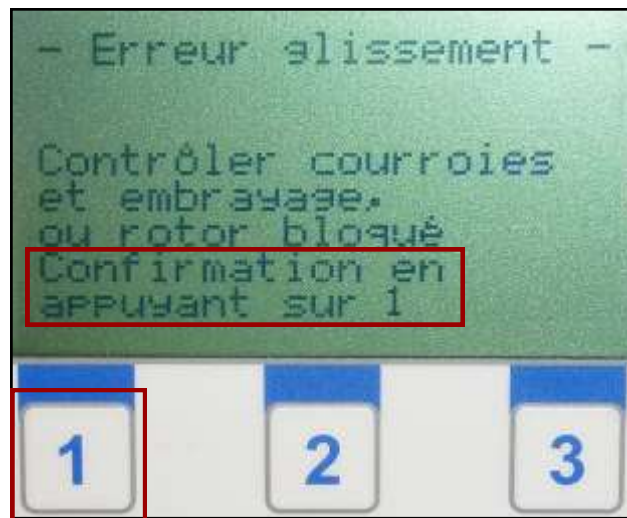 - Erreur glissement -
Contrôler courroies
et embrayage.
ou rotor bloqué
Confirmation en
appuyant sur 1
1 2 3